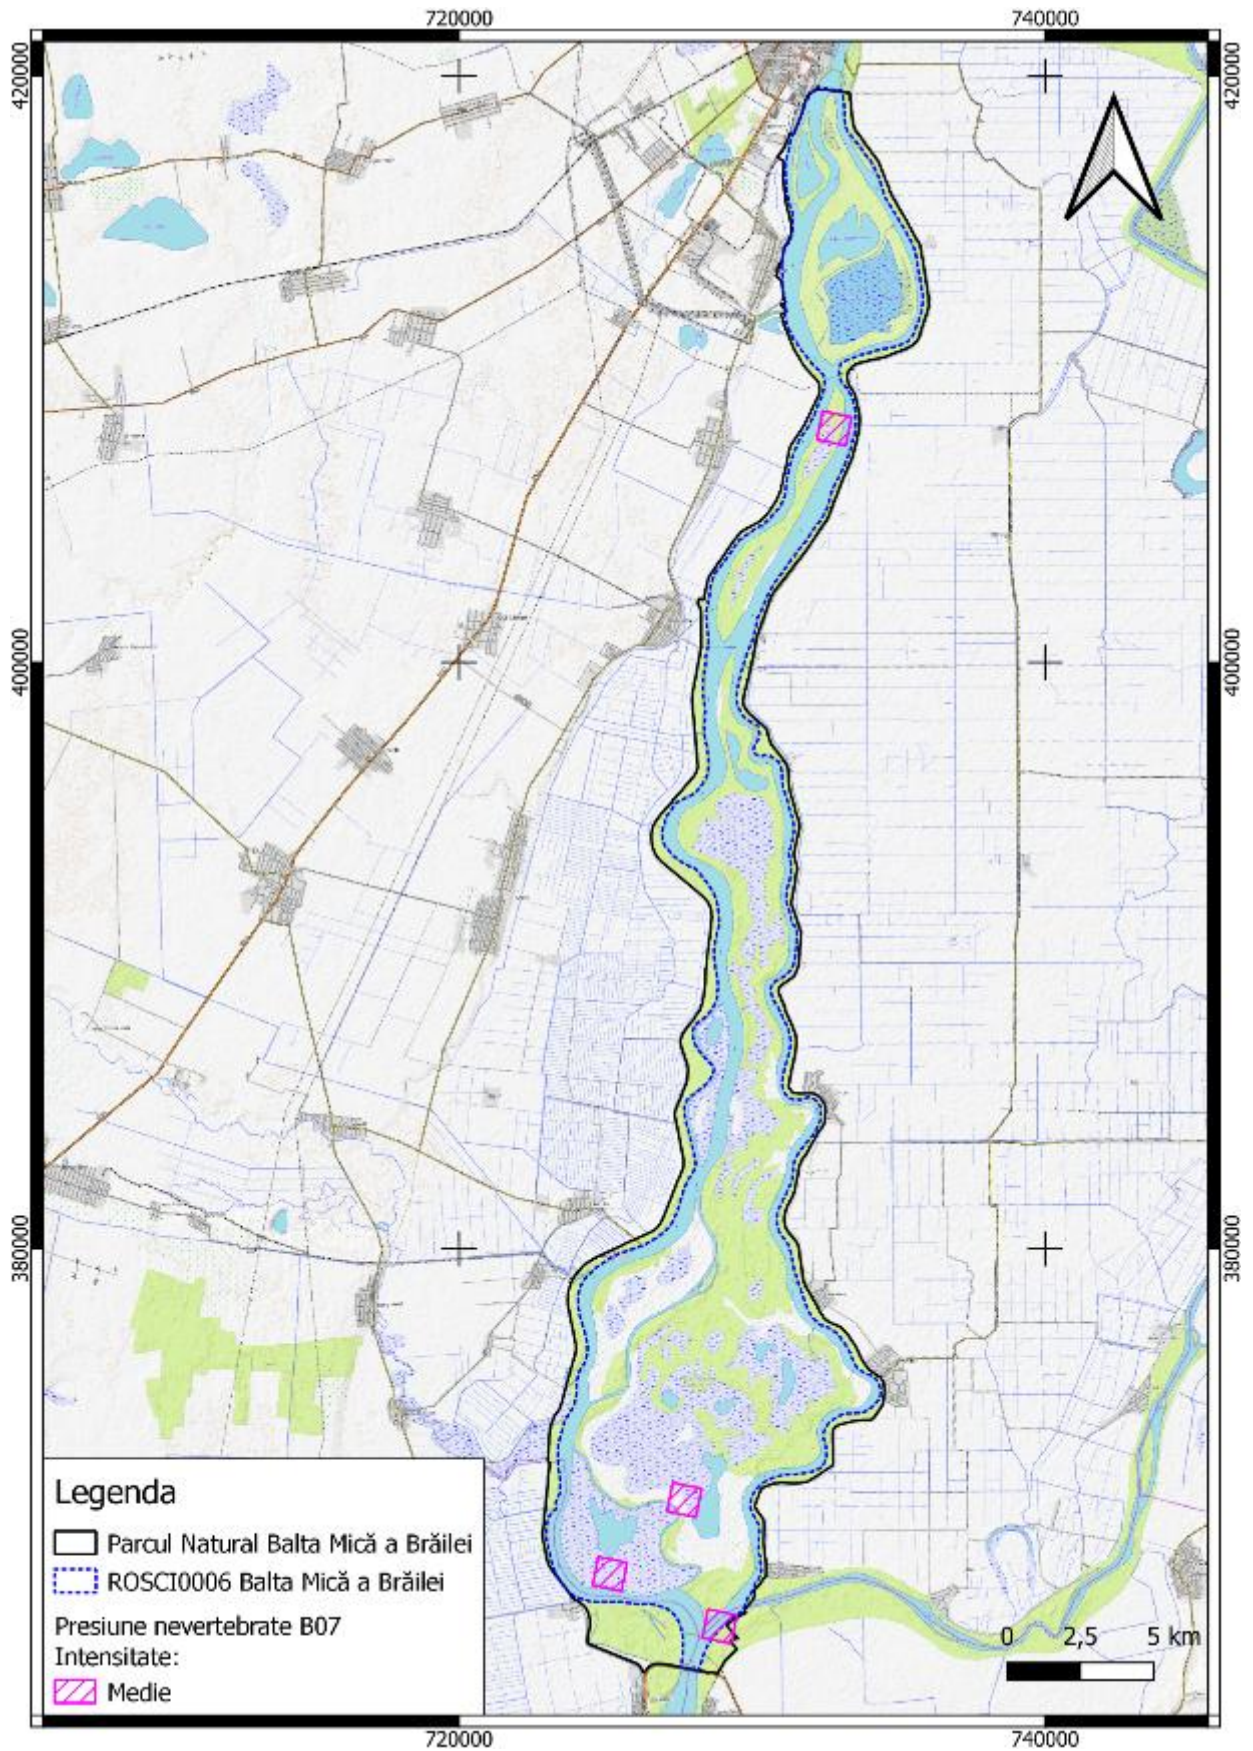 720000
740000
420000
420000
400000
400000
380000
380000
Legenda
Parcul Natural Balta Mică a Brăilei
ROSCI0006 Balta Mică a Brăilei
Presiune nevertebrate B07
Intensitate:
Medie
0 2,5 5 km
720000
740000